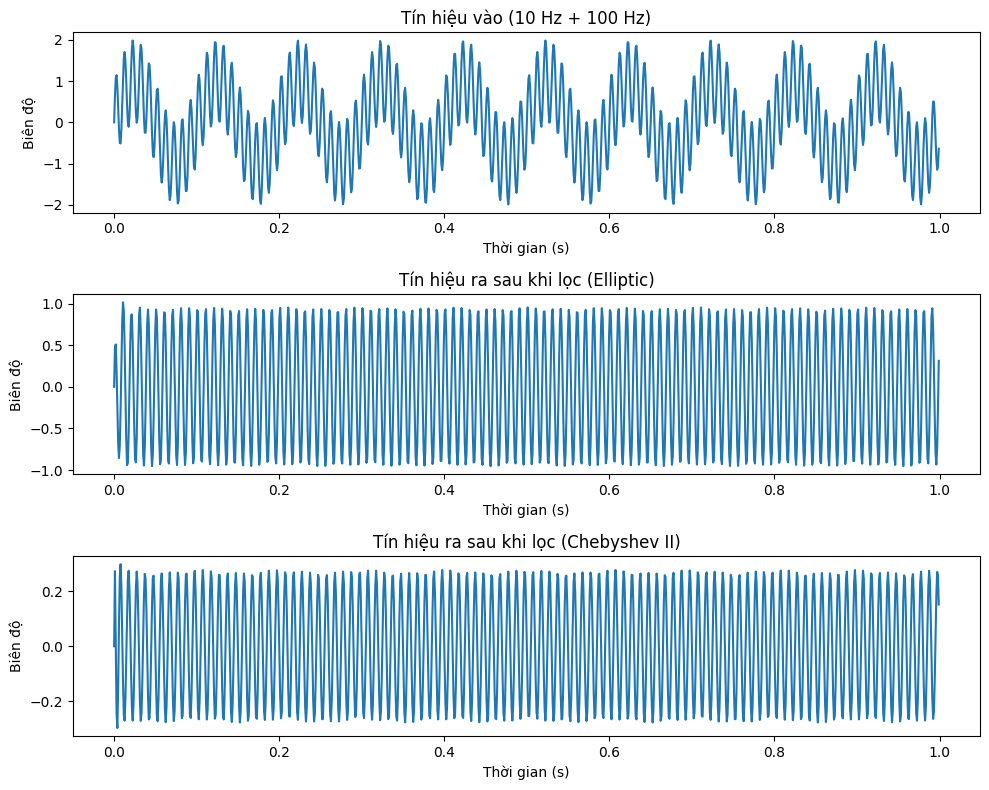 Tín hiệu vào (10 Hz + 100 Hz)
2
1
0
−1
−2
Biên độ
0.0 0.2 0.4 0.6 0.8 1.0
Thời gian (s)
Tín hiệu ra sau khi lọc (Elliptic)
1.0
0.5
0.0
−0.5
−1.0
Biên độ
0.0 0.2 0.4 0.6 0.8 1.0
Thời gian (s)
Tín hiệu ra sau khi lọc (Chebyshev II)
0.2
0.0
−0.2
Biên độ
0.0 0.2 0.4 0.6 0.8 1.0
Thời gian (s)